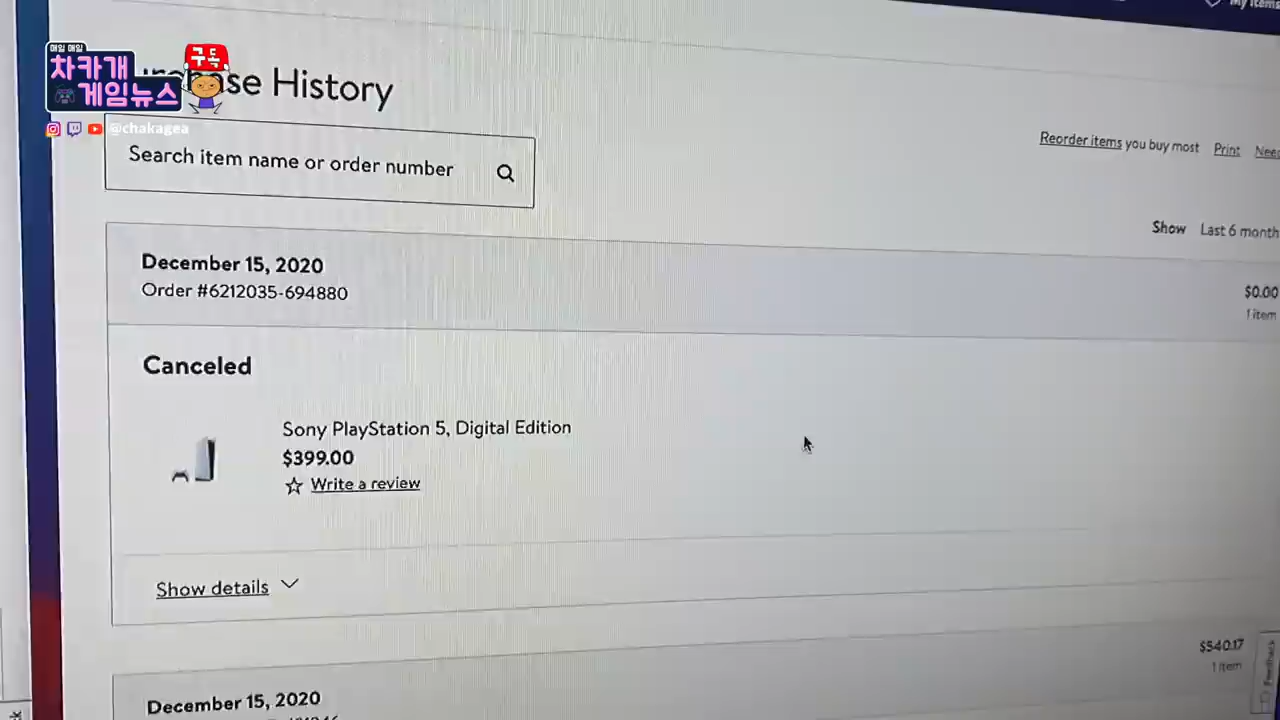 My Items
매일 매일
차카개
게임뉴스
구독
@chakagea
Purchase History
Search item name or order number
Reorder items you buy most Print
Show Last 6 month
December 15, 2020
Order #6212035-694880
$0.00
1 item
Canceled
Sony PlayStation 5, Digital Edition
$399.00
Write a review
Show details
$540.17
1 item
Feedback
December 15, 2020